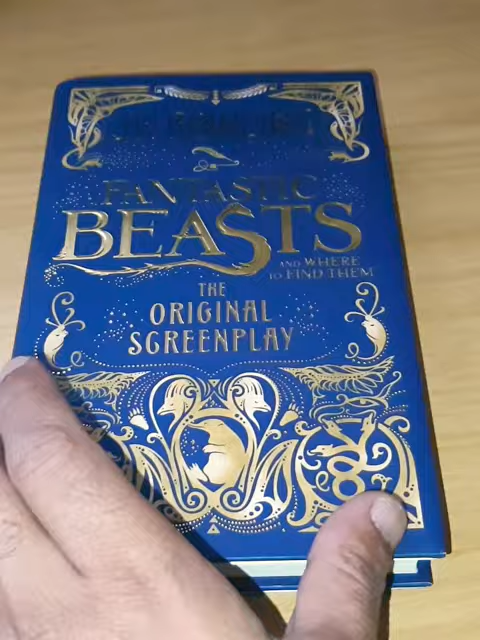 FANTASTIC
BEASTS
AND WHERE
TO FIND THEM
THE
ORIGINAL
SCREENPLAY